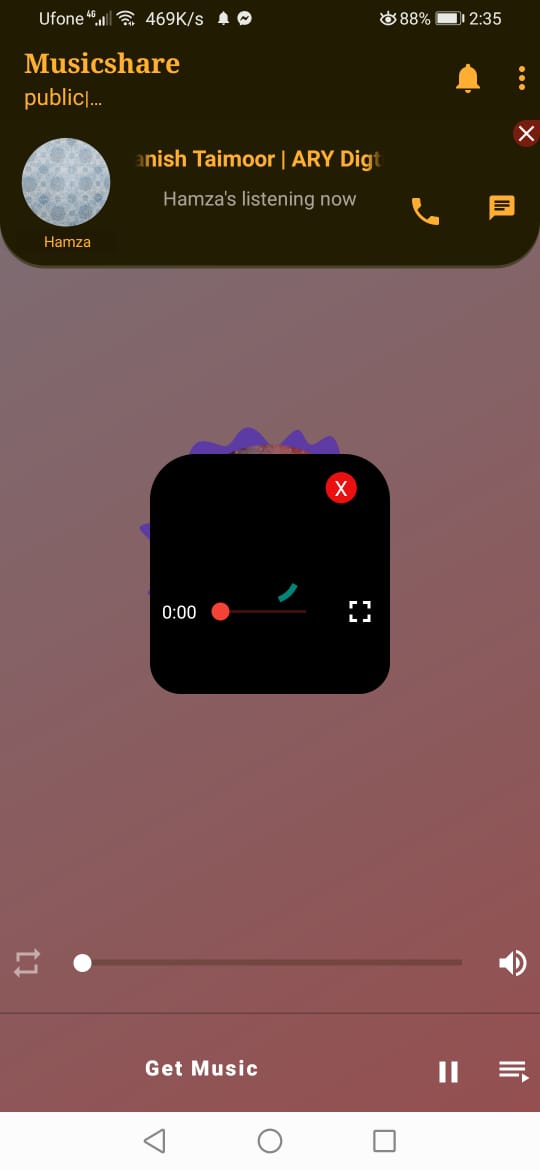 Ufone 4G 469K/s 88% 2:35
Musicshare
public|...
anish Taimoor | ARY Digt
Hamza's listening now
Hamza
X
0:00
Get Music